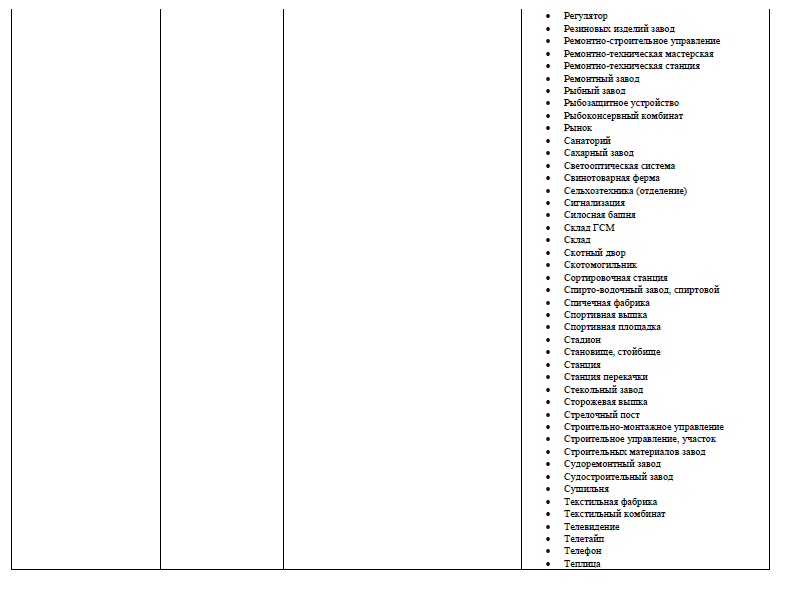 • Регулятор
• Резиновых изделий завод
• Ремонтно-строительное управление
• Ремонтно-техническая мастерская
• Ремонтно-техническая станция
• Ремонтный завод
• Рыбный завод
• Рыбозащитное устройство
• Рыбоконсервный комбинат
• Рынок
• Санаторий
• Сахарный завод
• Светооптическая система
• Свинотоварная ферма
• Сельхозтехника (отделение)
• Сигнализация
• Силосная башня
• Склад ГСМ
• Склад
• Скотный двор
• Скотомогильник
• Сортировочная станция
• Спирто-водочный завод, спиртовой
• Спичечная фабрика
• Спортивная вышка
• Спортивная площадка
• Стадион
• Становище, стойбище
• Станция
• Станция перекачки
• Стекольный завод
• Сторожевая вышка
• Стрелочный пост
• Строительно-монтажное управление
• Строительное управление, участок
• Строительных материалов завод
• Судоремонтный завод
• Судостроительный завод
• Сушильня
• Текстильная фабрика
• Текстильный комбинат
• Телевидение
• Телетайп
• Телефон
• Теплица